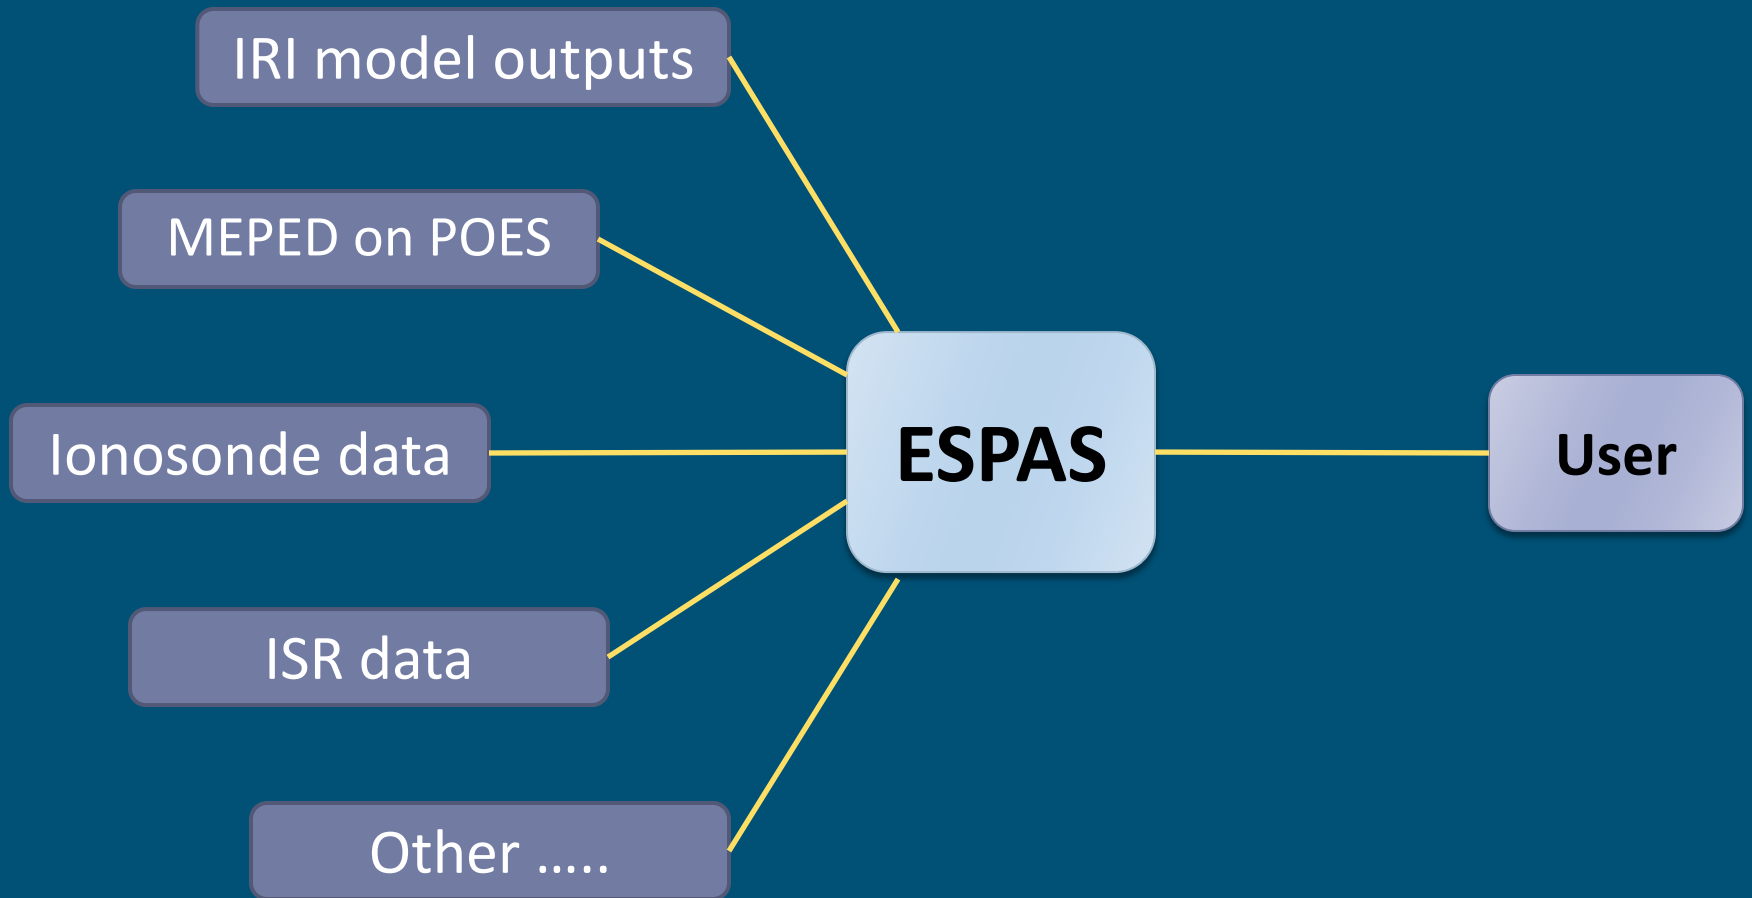 IRI model outputs
MEPED on POES
Ionosonde data
ESPAS
User
ISR data
Other .....